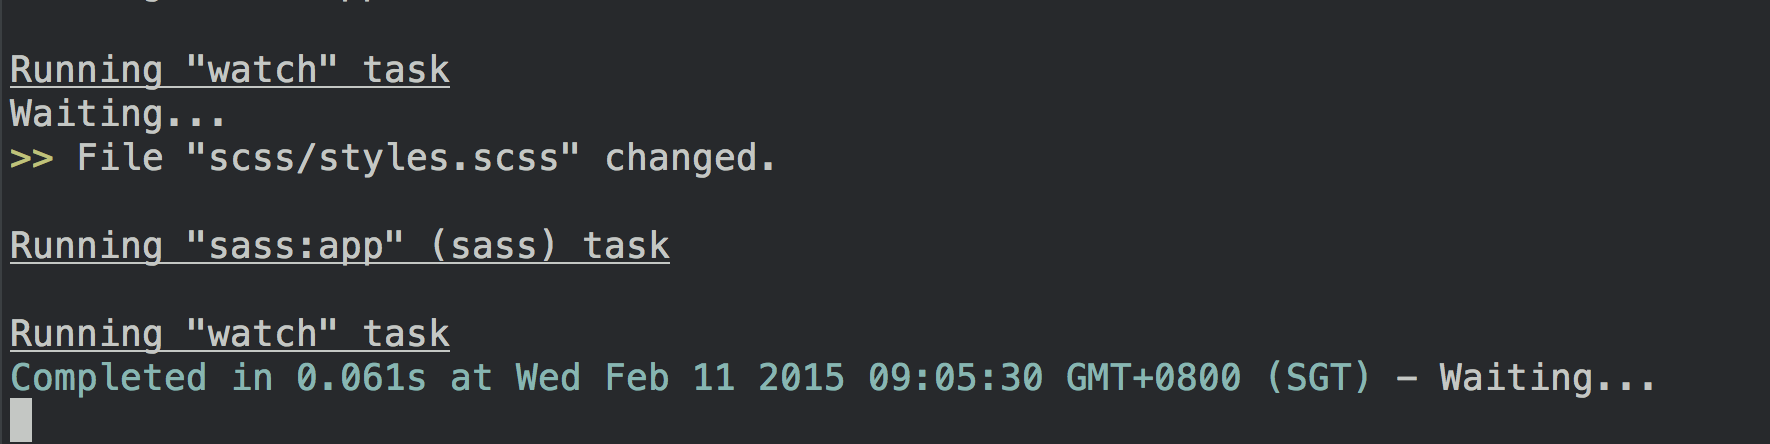 Running "watch" task
Waiting...
>> File "scss/styles.scss" changed.
Running "sass:app" (sass) task
Running "watch" task
Completed in 0.061s at Wed Feb 11 2015 09:05:30 GMT+0800 (SGT) - Waiting...